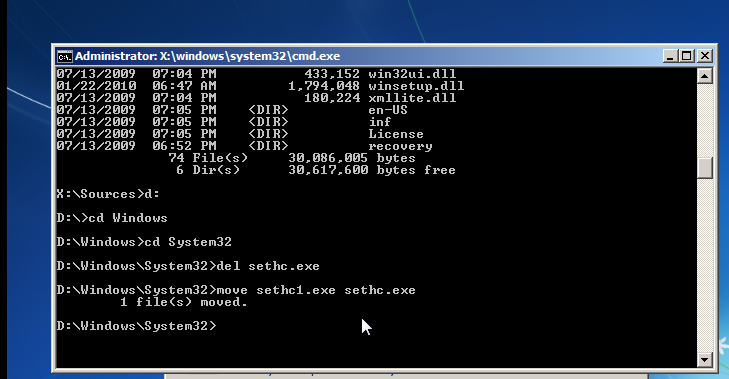 Administrator: X:\windows\system32\cmd.exe
07/13/2009 07:04 PM 433,152 win32ui.dll
01/22/2010 06:47 AM 1,794,048 winsetup.dll
07/13/2009 07:04 PM 180,224 xmllite.dll
07/13/2009 07:05 PM <DIR> en-US
07/13/2009 07:05 PM <DIR> inf
07/13/2009 07:05 PM <DIR> License
07/13/2009 06:52 PM <DIR> recovery
74 File(s) 30,086,005 bytes
6 Dir(s) 30,617,600 bytes free
X:\Sources>d:
D:\>cd Windows
D:\Windows>cd System32
D:\Windows\System32>del sethc.exe
D:\Windows\System32>move sethc1.exe sethc.exe
1 file(s) moved.
D:\Windows\System32>